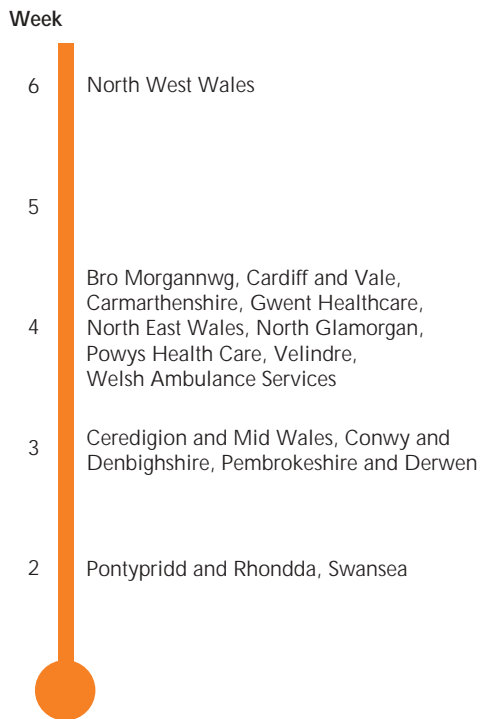 Week
6 North West Wales
5
Bro Morgannwg, Cardiff and Vale,
Carmarthenshire, Gwent Healthcare,
4 North East Wales, North Glamorgan,
Powys Health Care, Velindre,
Welsh Ambulance Services
3 Ceredigion and Mid Wales, Conwy and
Denbighshire, Pembrokeshire and Derwen
2 Pontypridd and Rhondda, Swansea